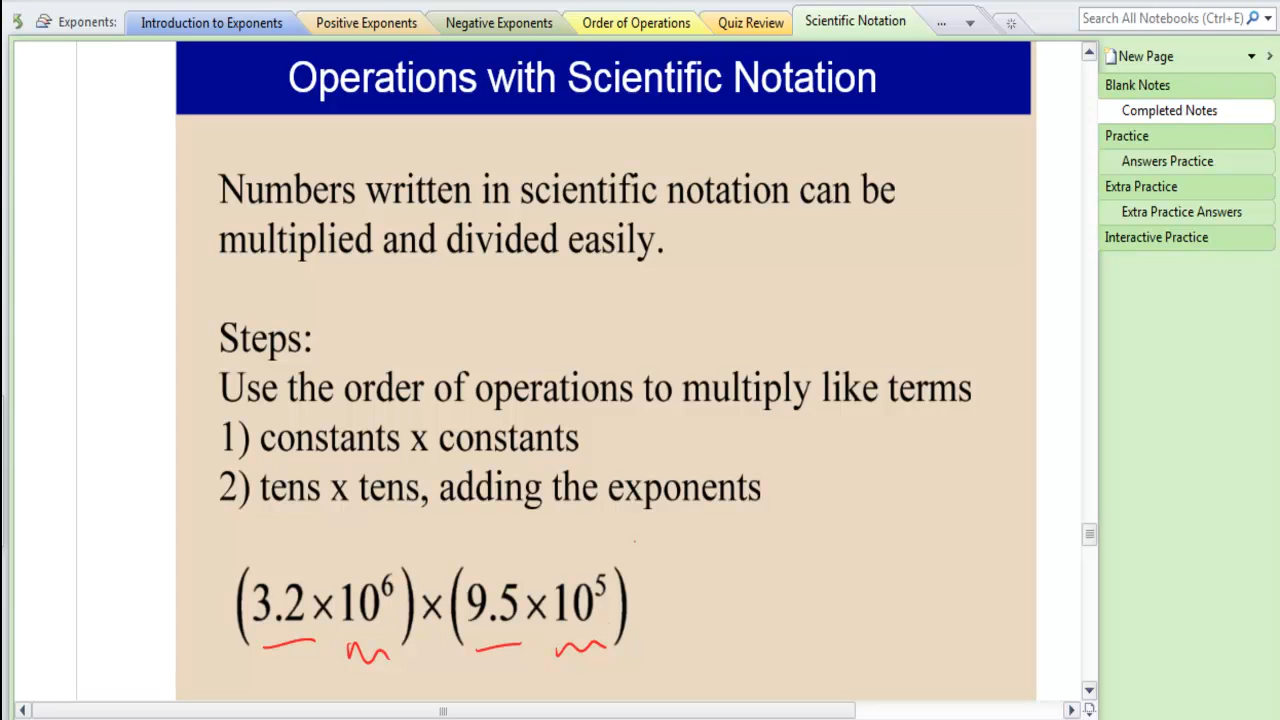 Exponents: Introduction to Exponents Positive Exponents Negative Exponents Order of Operations Quiz Review Scientific Notation ... Search All Notebooks (Ctrl+E)
Operations with Scientific Notation
Numbers written in scientific notation can be
multiplied and divided easily.
Steps:
Use the order of operations to multiply like terms
1) constants x constants
2) tens x tens, adding the exponents
(3.2×10⁶)×(9.5×10⁵)
New Page
Blank Notes
Completed Notes
Practice
Answers Practice
Extra Practice
Extra Practice Answers
Interactive Practice